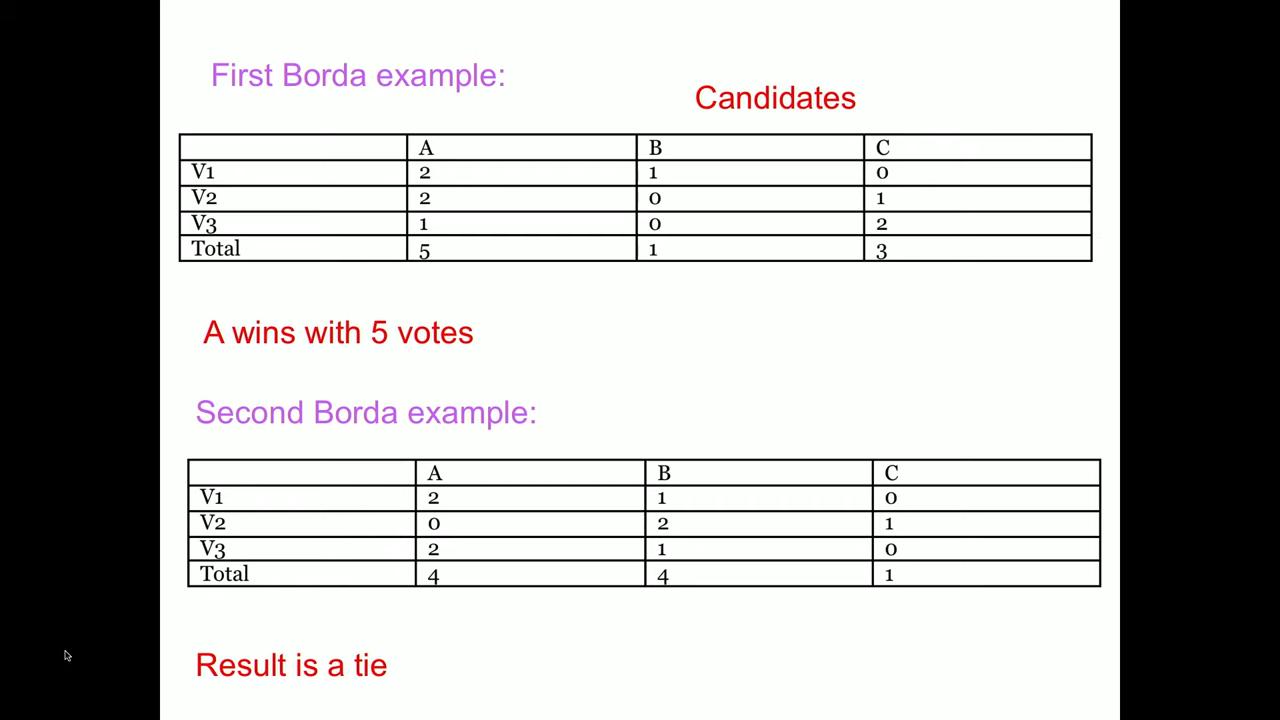 First Borda example:
Candidates
A B C
V1 2 1 0
V2 2 0 1
V3 1 0 2
Total 5 1 3
A wins with 5 votes
Second Borda example:
A B C
V1 2 1 0
V2 0 2 1
V3 2 1 0
Total 4 4 1
Result is a tie